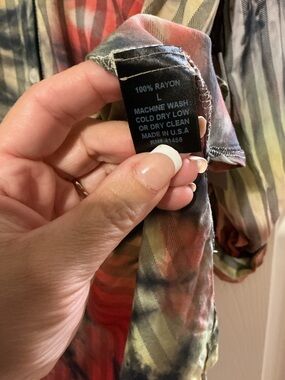 100% RAYON
L
MACHINE WASH
COLD DRY LOW
OR DRY CLEAN
MADE IN U.S.A